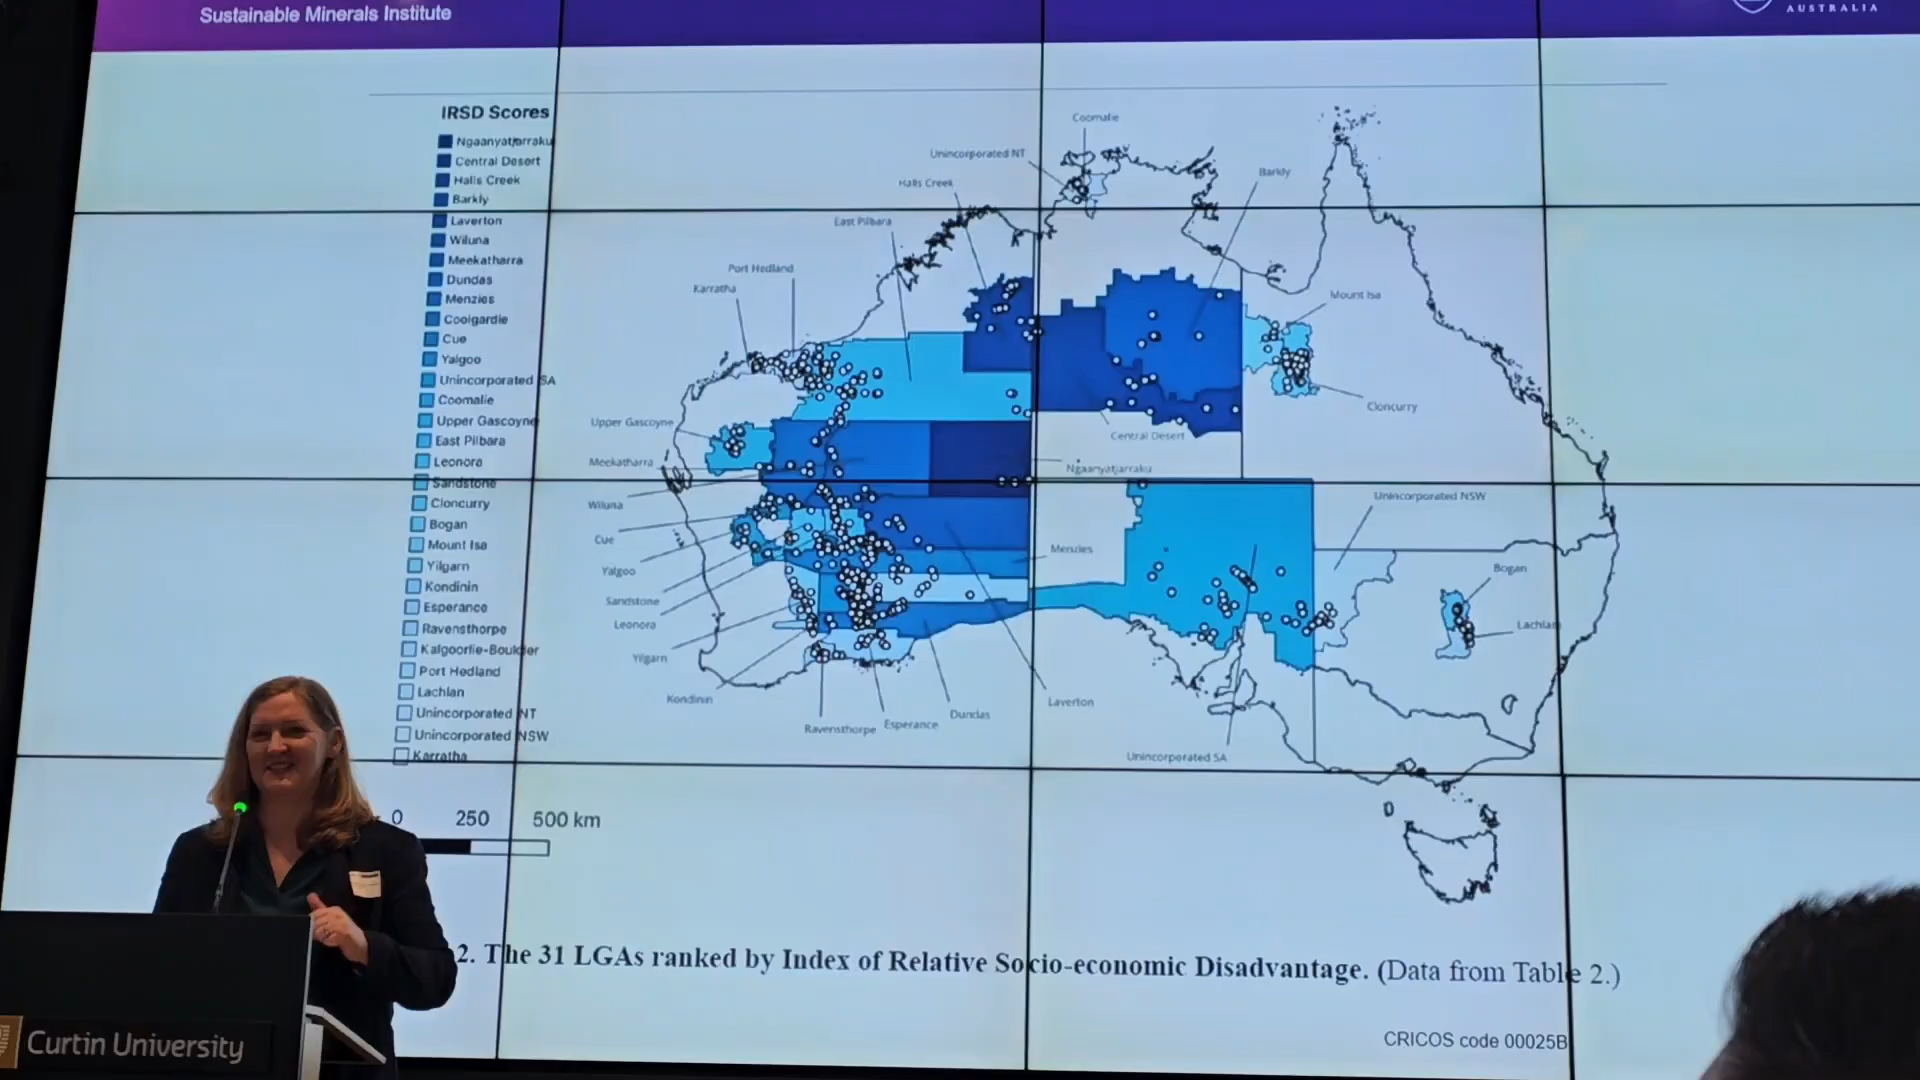 Sustainable Minerals Institute
AUSTRALIA
IRSD Scores
Ngaanyatjarraku
Central Desert
Halls Creek
Barkly
Laverton
Wiluna
Meekatharra
Dundas
Menzies
Coolgardie
Cue
Yalgoo
Unincorporated SA
Coomalie
Upper Gascoyne
East Pilbara
Leonora
Sandstone
Cloncurry
Bogan
Mount Isa
Yilgarn
Kondinin
Esperance
Ravensthorpe
Kalgoorlie-Boulder
Port Hedland
Lachlan
Unincorporated NT
Unincorporated NSW
Karratha
0 250 500 km
Coomalie
Unincorporated NT
Halls Creek
Barkly
East Pilbara
Port Hedland
Karratha
Mount Isa
Cloncurry
Upper Gascoyne
Central Desert
Meekatharra
Ngaanyatjarraku
Unincorporated NSW
Wiluna
Cue
Menzies
Yalgoo
Bogan
Sandstone
Leonora
Lachlan
Yilgarn
Kondinin
Laverton
Dundas
Esperance
Ravensthorpe
Unincorporated SA
2. The 31 LGAs ranked by Index of Relative Socio-economic Disadvantage. (Data from Table 2.)
CRICOS code 00025B
Curtin University